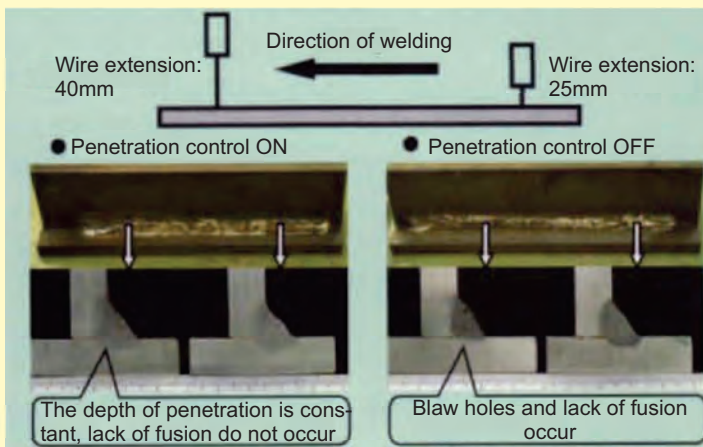 Direction of welding
Wire extension:
40mm
Wire extension:
25mm
● Penetration control ON
● Penetration control OFF
The depth of penetration is cons-
tant, lack of fusion do not occur
Blaw holes and lack of fusion
occur